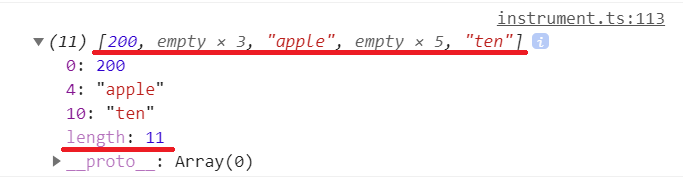 instrument.ts:113
▼ (11) [200, empty × 3, "apple", empty × 5, "ten"] i
0: 200
4: "apple"
10: "ten"
length: 11
▶ __proto__: Array(0)